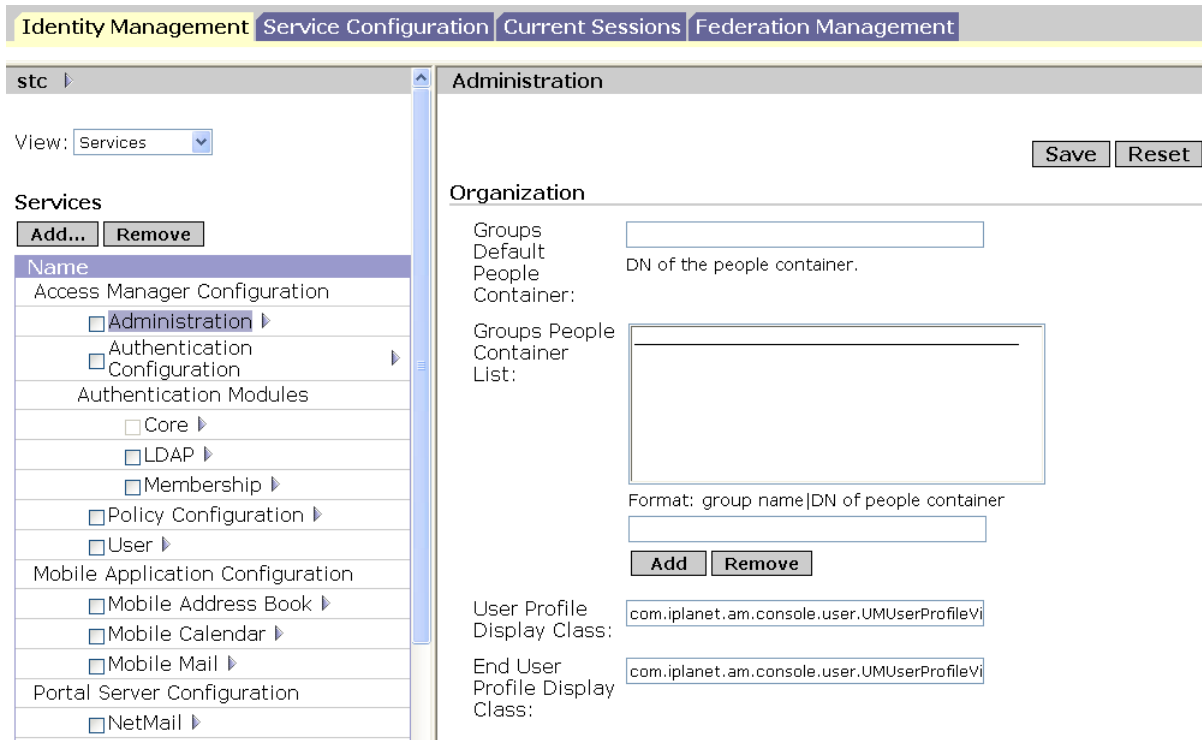 Identity Management Service Configuration Current Sessions Federation Management
stc
View: Services
Services
Add... Remove
Name
Access Manager Configuration
Administration
Authentication
Configuration
Authentication Modules
Core
LDAP
Membership
Policy Configuration
User
Mobile Application Configuration
Mobile Address Book
Mobile Calendar
Mobile Mail
Portal Server Configuration
NetMail
Administration
Save Reset
Organization
Groups
Default
People
Container:
DN of the people container.
Groups People
Container
List:
Format: group name|DN of people container
Add Remove
User Profile
Display Class:
com.iplanet.am.console.user.UMUserProfileVi
End User
Profile Display
Class:
com.iplanet.am.console.user.UMUserProfileVi